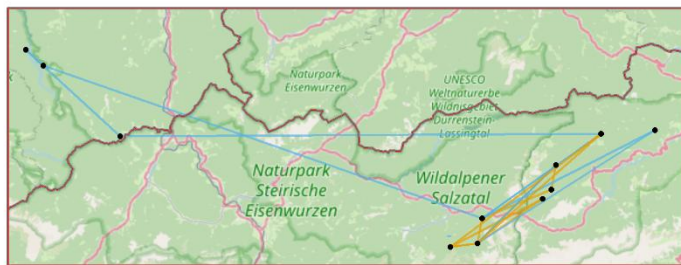 Naturpark
Eisenwurzen
UNESCO
Weltnaturerbe
Wildnisgebiet
Dürrenstein-
Lassingtal
Naturpark
Steirische
Eisenwurzen
Wildalpener
Salzatal